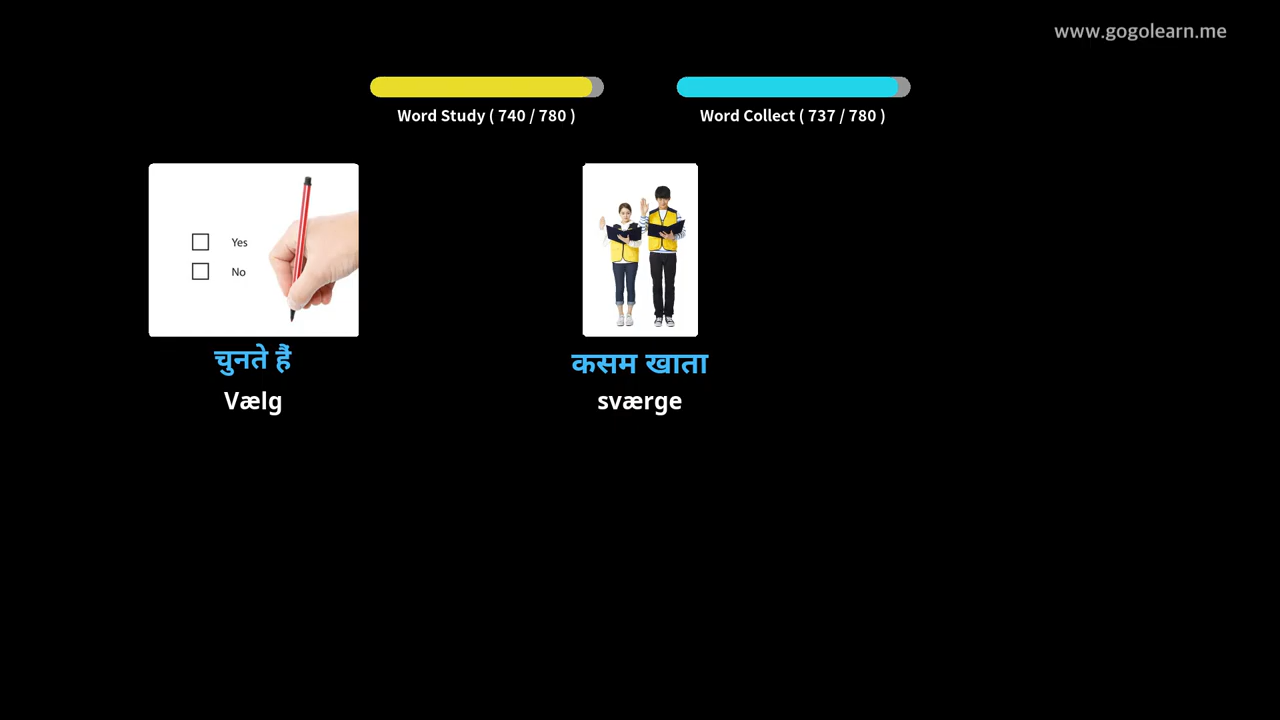 www.gogolearn.me
Word Study ( 740 / 780 )
Word Collect ( 737 / 780 )
Yes
No
चुनते हैं
Vælg
कसम खाता
sværge